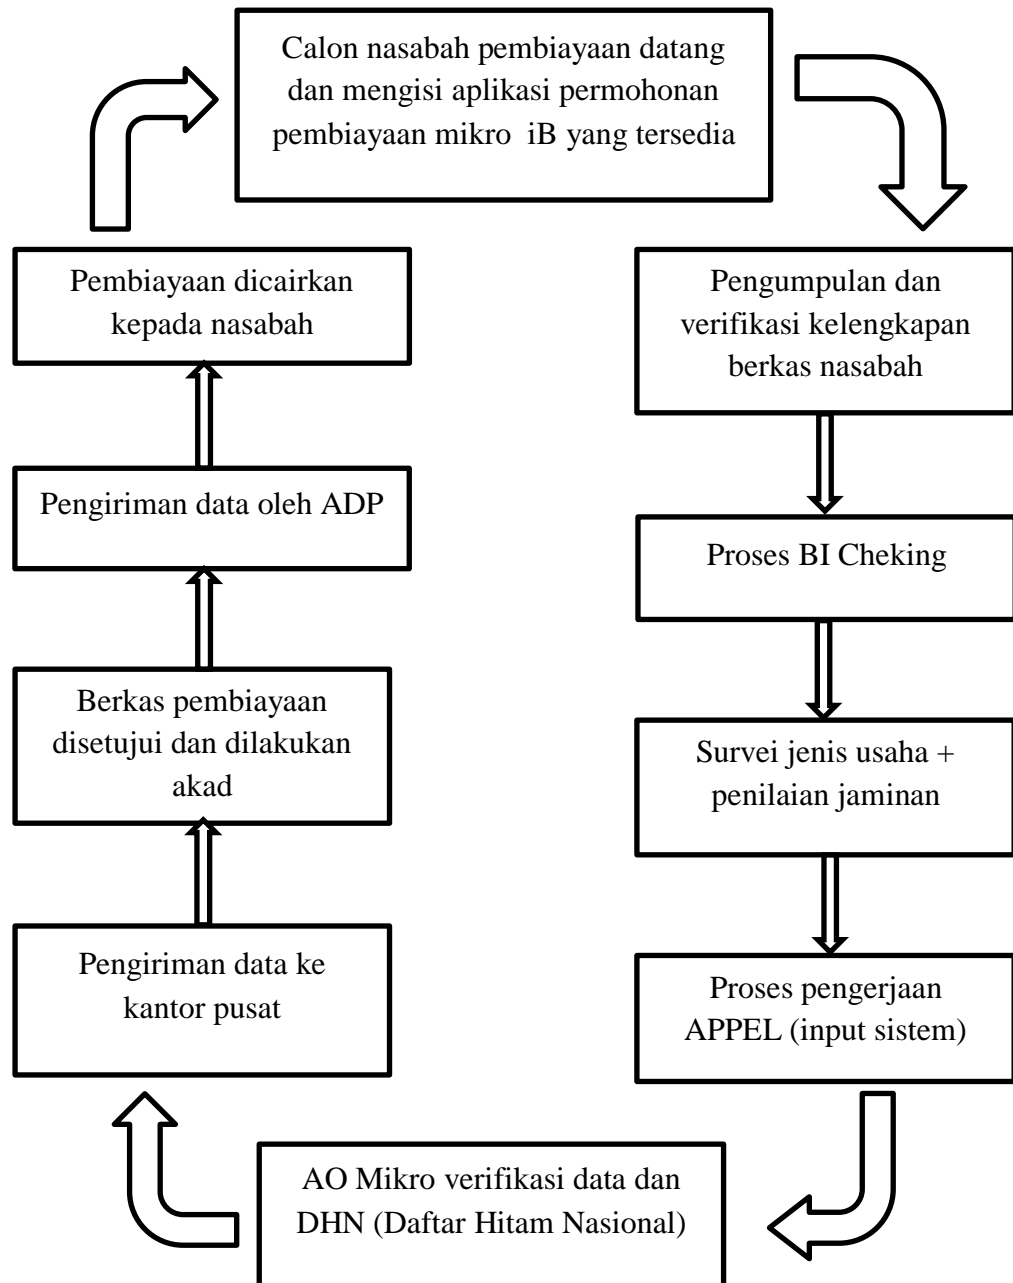 Calon nasabah pembiayaan datang
dan mengisi aplikasi permohonan
pembiayaan mikro iB yang tersedia
Pengumpulan dan
verifikasi kelengkapan
berkas nasabah
Proses BI Cheking
Survei jenis usaha +
penilaian jaminan
Proses pengerjaan
APPEL (input sistem)
AO Mikro verifikasi data dan
DHN (Daftar Hitam Nasional)
Pengiriman data ke
kantor pusat
Berkas pembiayaan
disetujui dan dilakukan
akad
Pengiriman data oleh ADP
Pembiayaan dicairkan
kepada nasabah